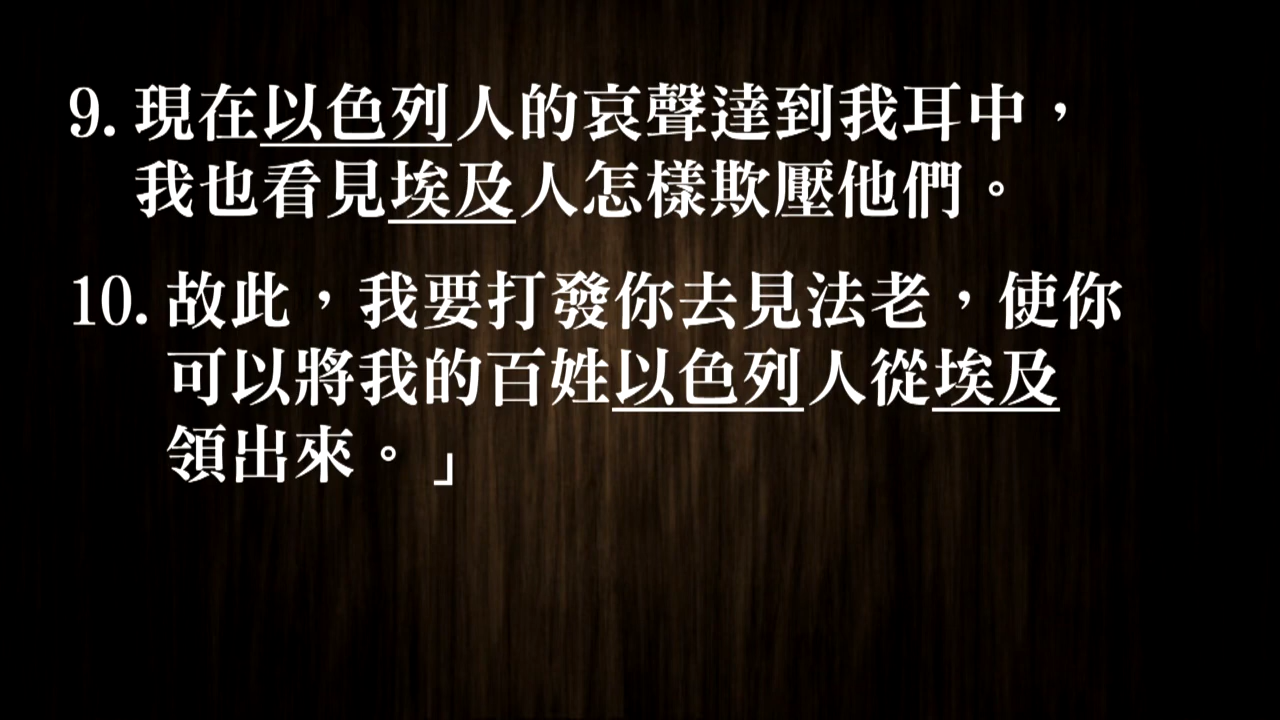 9. 現在以色列人的哀聲達到我耳中，
我也看見埃及人怎樣欺壓他們。
10. 故此，我要打發你去見法老，使你
可以將我的百姓以色列人從埃及
領出來。」